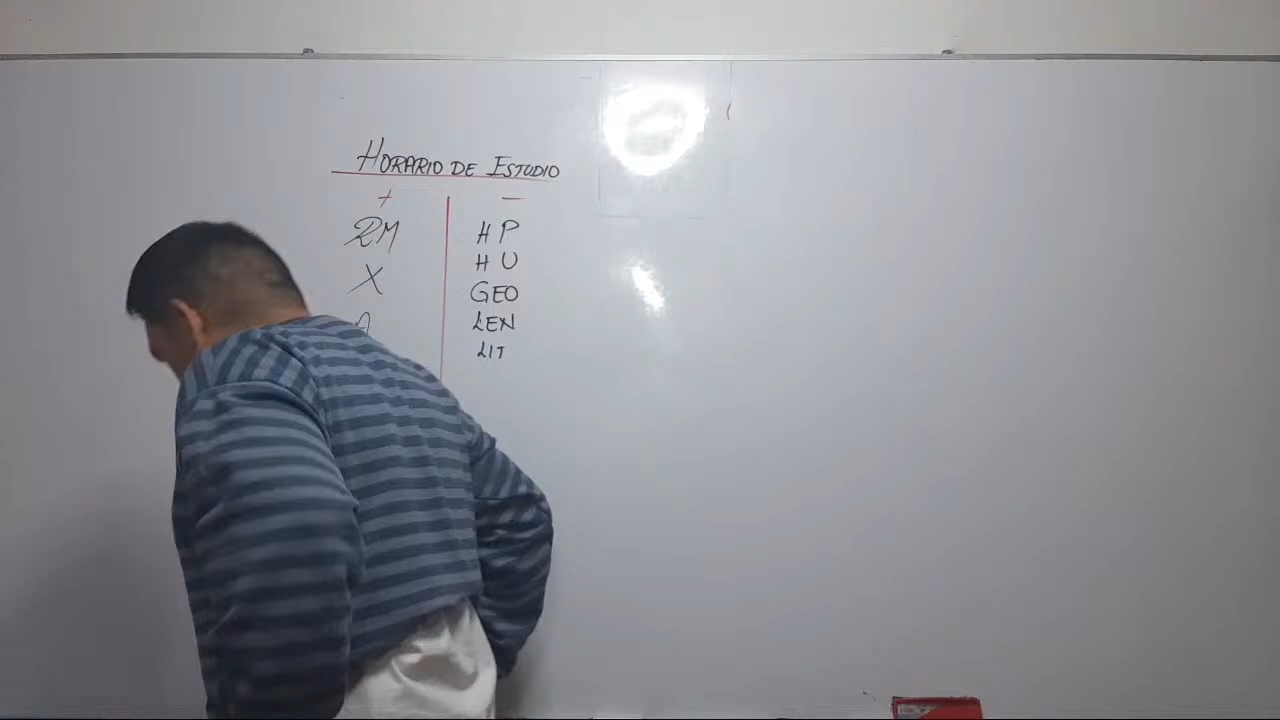 HORARIO DE ESTUDIO
+ −
RM HP
X HU
A GEO
LEN
LIT